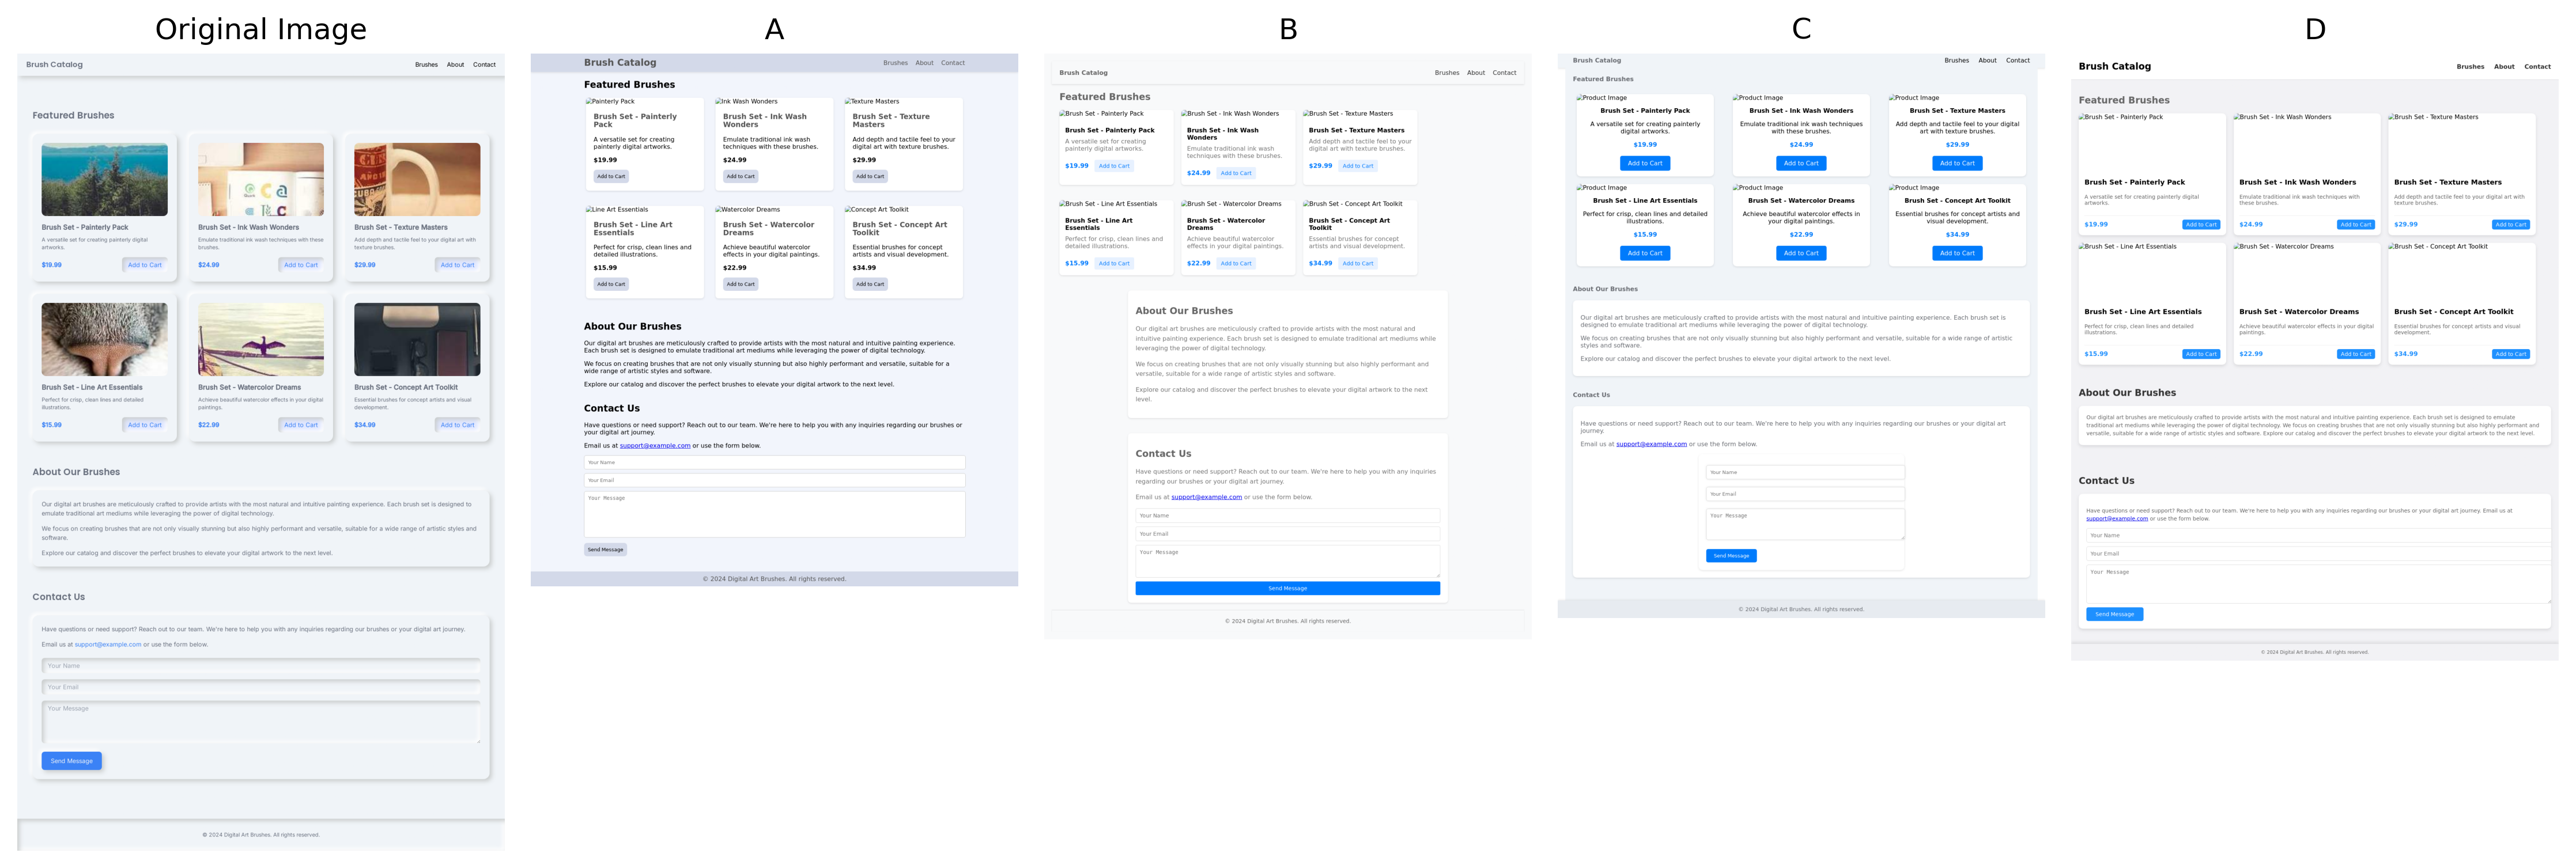 Original Image
Brush Catalog
Brushes About Contact
Featured Brushes
Brush Set - Painterly Pack
A versatile set for creating painterly digital
artworks.
$19.99 Add to Cart
Brush Set - Ink Wash Wonders
Emulate traditional ink wash techniques with these
brushes.
$24.99 Add to Cart
Brush Set - Texture Masters
Add depth and tactile feel to your digital art with
texture brushes.
$29.99 Add to Cart
Brush Set - Line Art Essentials
Perfect for crisp, clean lines and detailed
illustrations.
$15.99 Add to Cart
Brush Set - Watercolor Dreams
Achieve beautiful watercolor effects in your digital
paintings.
$22.99 Add to Cart
Brush Set - Concept Art Toolkit
Essential brushes for concept artists and visual
development.
$34.99 Add to Cart
About Our Brushes
Our digital art brushes are meticulously crafted to provide artists with the most natural and intuitive painting experience. Each brush set is designed to
emulate traditional art mediums while leveraging the power of digital technology.
We focus on creating brushes that are not only visually stunning but also highly performant and versatile, suitable for a wide range of artistic styles and
software.
Explore our catalog and discover the perfect brushes to elevate your digital artwork to the next level.
Contact Us
Have questions or need support? Reach out to our team. We're here to help you with any inquiries regarding our brushes or your digital art journey.
Email us at support@example.com or use the form below.
Your Name
Your Email
Your Message
Send Message
© 2024 Digital Art Brushes. All rights reserved.
A
Brush Catalog
Brushes About Contact
Featured Brushes
Painterly Pack
Brush Set - Painterly
Pack
A versatile set for creating
painterly digital artworks.
$19.99
Add to Cart
Ink Wash Wonders
Brush Set - Ink Wash
Wonders
Emulate traditional ink wash
techniques with these brushes.
$24.99
Add to Cart
Texture Masters
Brush Set - Texture
Masters
Add depth and tactile feel to your
digital art with texture brushes.
$29.99
Add to Cart
Line Art Essentials
Brush Set - Line Art
Essentials
Perfect for crisp, clean lines and
detailed illustrations.
$15.99
Add to Cart
Watercolor Dreams
Brush Set - Watercolor
Dreams
Achieve beautiful watercolor
effects in your digital paintings.
$22.99
Add to Cart
Concept Art Toolkit
Brush Set - Concept Art
Toolkit
Essential brushes for concept
artists and visual development.
$34.99
Add to Cart
About Our Brushes
Our digital art brushes are meticulously crafted to provide artists with the most natural and intuitive painting experience.
Each brush set is designed to emulate traditional art mediums while leveraging the power of digital technology.
We focus on creating brushes that are not only visually stunning but also highly performant and versatile, suitable for a
wide range of artistic styles and software.
Explore our catalog and discover the perfect brushes to elevate your digital artwork to the next level.
Contact Us
Have questions or need support? Reach out to our team. We're here to help you with any inquiries regarding our brushes or
your digital art journey.
Email us at support@example.com or use the form below.
Your Name
Your Email
Your Message
Send Message
© 2024 Digital Art Brushes. All rights reserved.
B
Brush Catalog
Brushes About Contact
Featured Brushes
Brush Set - Painterly Pack
Brush Set - Painterly Pack
A versatile set for creating
painterly digital artworks.
$19.99 Add to Cart
Brush Set - Ink Wash Wonders
Brush Set - Ink Wash
Wonders
Emulate traditional ink wash
techniques with these brushes.
$24.99 Add to Cart
Brush Set - Texture Masters
Brush Set - Texture Masters
Add depth and tactile feel to your
digital art with texture brushes.
$29.99 Add to Cart
Brush Set - Line Art Essentials
Brush Set - Line Art
Essentials
Perfect for crisp, clean lines and
detailed illustrations.
$15.99 Add to Cart
Brush Set - Watercolor Dreams
Brush Set - Watercolor
Dreams
Achieve beautiful watercolor
effects in your digital paintings.
$22.99 Add to Cart
Brush Set - Concept Art Toolkit
Brush Set - Concept Art
Toolkit
Essential brushes for concept
artists and visual development.
$34.99 Add to Cart
About Our Brushes
Our digital art brushes are meticulously crafted to provide artists with the most natural and
intuitive painting experience. Each brush set is designed to emulate traditional art mediums while
leveraging the power of digital technology.
We focus on creating brushes that are not only visually stunning but also highly performant and
versatile, suitable for a wide range of artistic styles and software.
Explore our catalog and discover the perfect brushes to elevate your digital artwork to the next
level.
Contact Us
Have questions or need support? Reach out to our team. We're here to help you with any inquiries
regarding our brushes or your digital art journey.
Email us at support@example.com or use the form below.
Your Name
Your Email
Your Message
Send Message
© 2024 Digital Art Brushes. All rights reserved.
C
Brush Catalog
Brushes About Contact
Featured Brushes
Product Image
Brush Set - Painterly Pack
A versatile set for creating painterly
digital artworks.
$19.99
Add to Cart
Product Image
Brush Set - Ink Wash Wonders
Emulate traditional ink wash techniques
with these brushes.
$24.99
Add to Cart
Product Image
Brush Set - Texture Masters
Add depth and tactile feel to your digital
art with texture brushes.
$29.99
Add to Cart
Product Image
Brush Set - Line Art Essentials
Perfect for crisp, clean lines and detailed
illustrations.
$15.99
Add to Cart
Product Image
Brush Set - Watercolor Dreams
Achieve beautiful watercolor effects in
your digital paintings.
$22.99
Add to Cart
Product Image
Brush Set - Concept Art Toolkit
Essential brushes for concept artists and
visual development.
$34.99
Add to Cart
About Our Brushes
Our digital art brushes are meticulously crafted to provide artists with the most natural and intuitive painting experience. Each brush set is
designed to emulate traditional art mediums while leveraging the power of digital technology.
We focus on creating brushes that are not only visually stunning but also highly performant and versatile, suitable for a wide range of artistic
styles and software.
Explore our catalog and discover the perfect brushes to elevate your digital artwork to the next level.
Contact Us
Have questions or need support? Reach out to our team. We're here to help you with any inquiries regarding our brushes or your digital art
journey.
Email us at support@example.com or use the form below.
Your Name
Your Email
Your Message
Send Message
© 2024 Digital Art Brushes. All rights reserved.
D
Brush Catalog
Brushes About Contact
Featured Brushes
Brush Set - Painterly Pack
Brush Set - Painterly Pack
A versatile set for creating painterly digital
artworks.
$19.99 Add to Cart
Brush Set - Ink Wash Wonders
Brush Set - Ink Wash Wonders
Emulate traditional ink wash techniques with
these brushes.
$24.99 Add to Cart
Brush Set - Texture Masters
Brush Set - Texture Masters
Add depth and tactile feel to your digital art with
texture brushes.
$29.99 Add to Cart
Brush Set - Line Art Essentials
Brush Set - Line Art Essentials
Perfect for crisp, clean lines and detailed
illustrations.
$15.99 Add to Cart
Brush Set - Watercolor Dreams
Brush Set - Watercolor Dreams
Achieve beautiful watercolor effects in your digital
paintings.
$22.99 Add to Cart
Brush Set - Concept Art Toolkit
Brush Set - Concept Art Toolkit
Essential brushes for concept artists and visual
development.
$34.99 Add to Cart
About Our Brushes
Our digital art brushes are meticulously crafted to provide artists with the most natural and intuitive painting experience. Each brush set is designed to emulate
traditional art mediums while leveraging the power of digital technology. We focus on creating brushes that are not only visually stunning but also highly performant and
versatile, suitable for a wide range of artistic styles and software. Explore our catalog and discover the perfect brushes to elevate your digital artwork to the next level.
Contact Us
Have questions or need support? Reach out to our team. We're here to help you with any inquiries regarding our brushes or your digital art journey. Email us at
support@example.com or use the form below.
Your Name
Your Email
Your Message
Send Message
© 2024 Digital Art Brushes. All rights reserved.